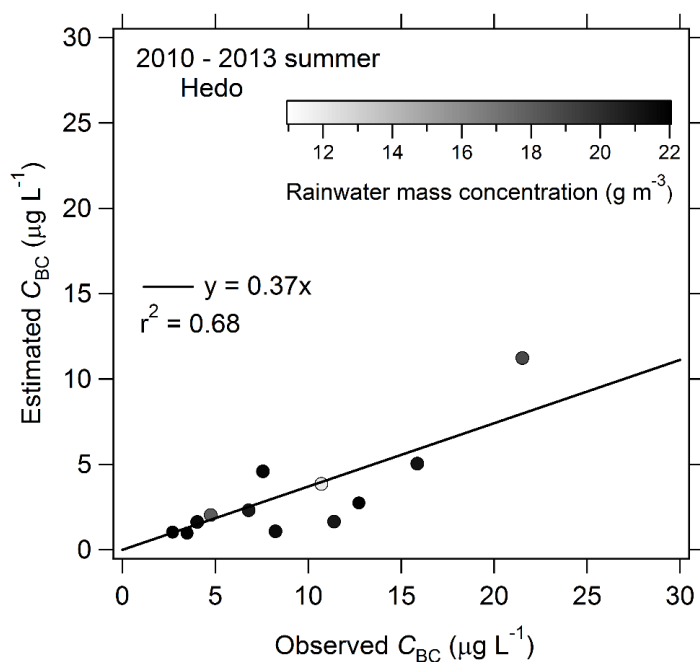 30
25
20
15
10
5
0
Estimated C_BC (μg L⁻¹)
2010 - 2013 summer
Hedo
12 14 16 18 20 22
Rainwater mass concentration (g m⁻³)
y = 0.37x
r² = 0.68
0 5 10 15 20 25 30
Observed C_BC (μg L⁻¹)